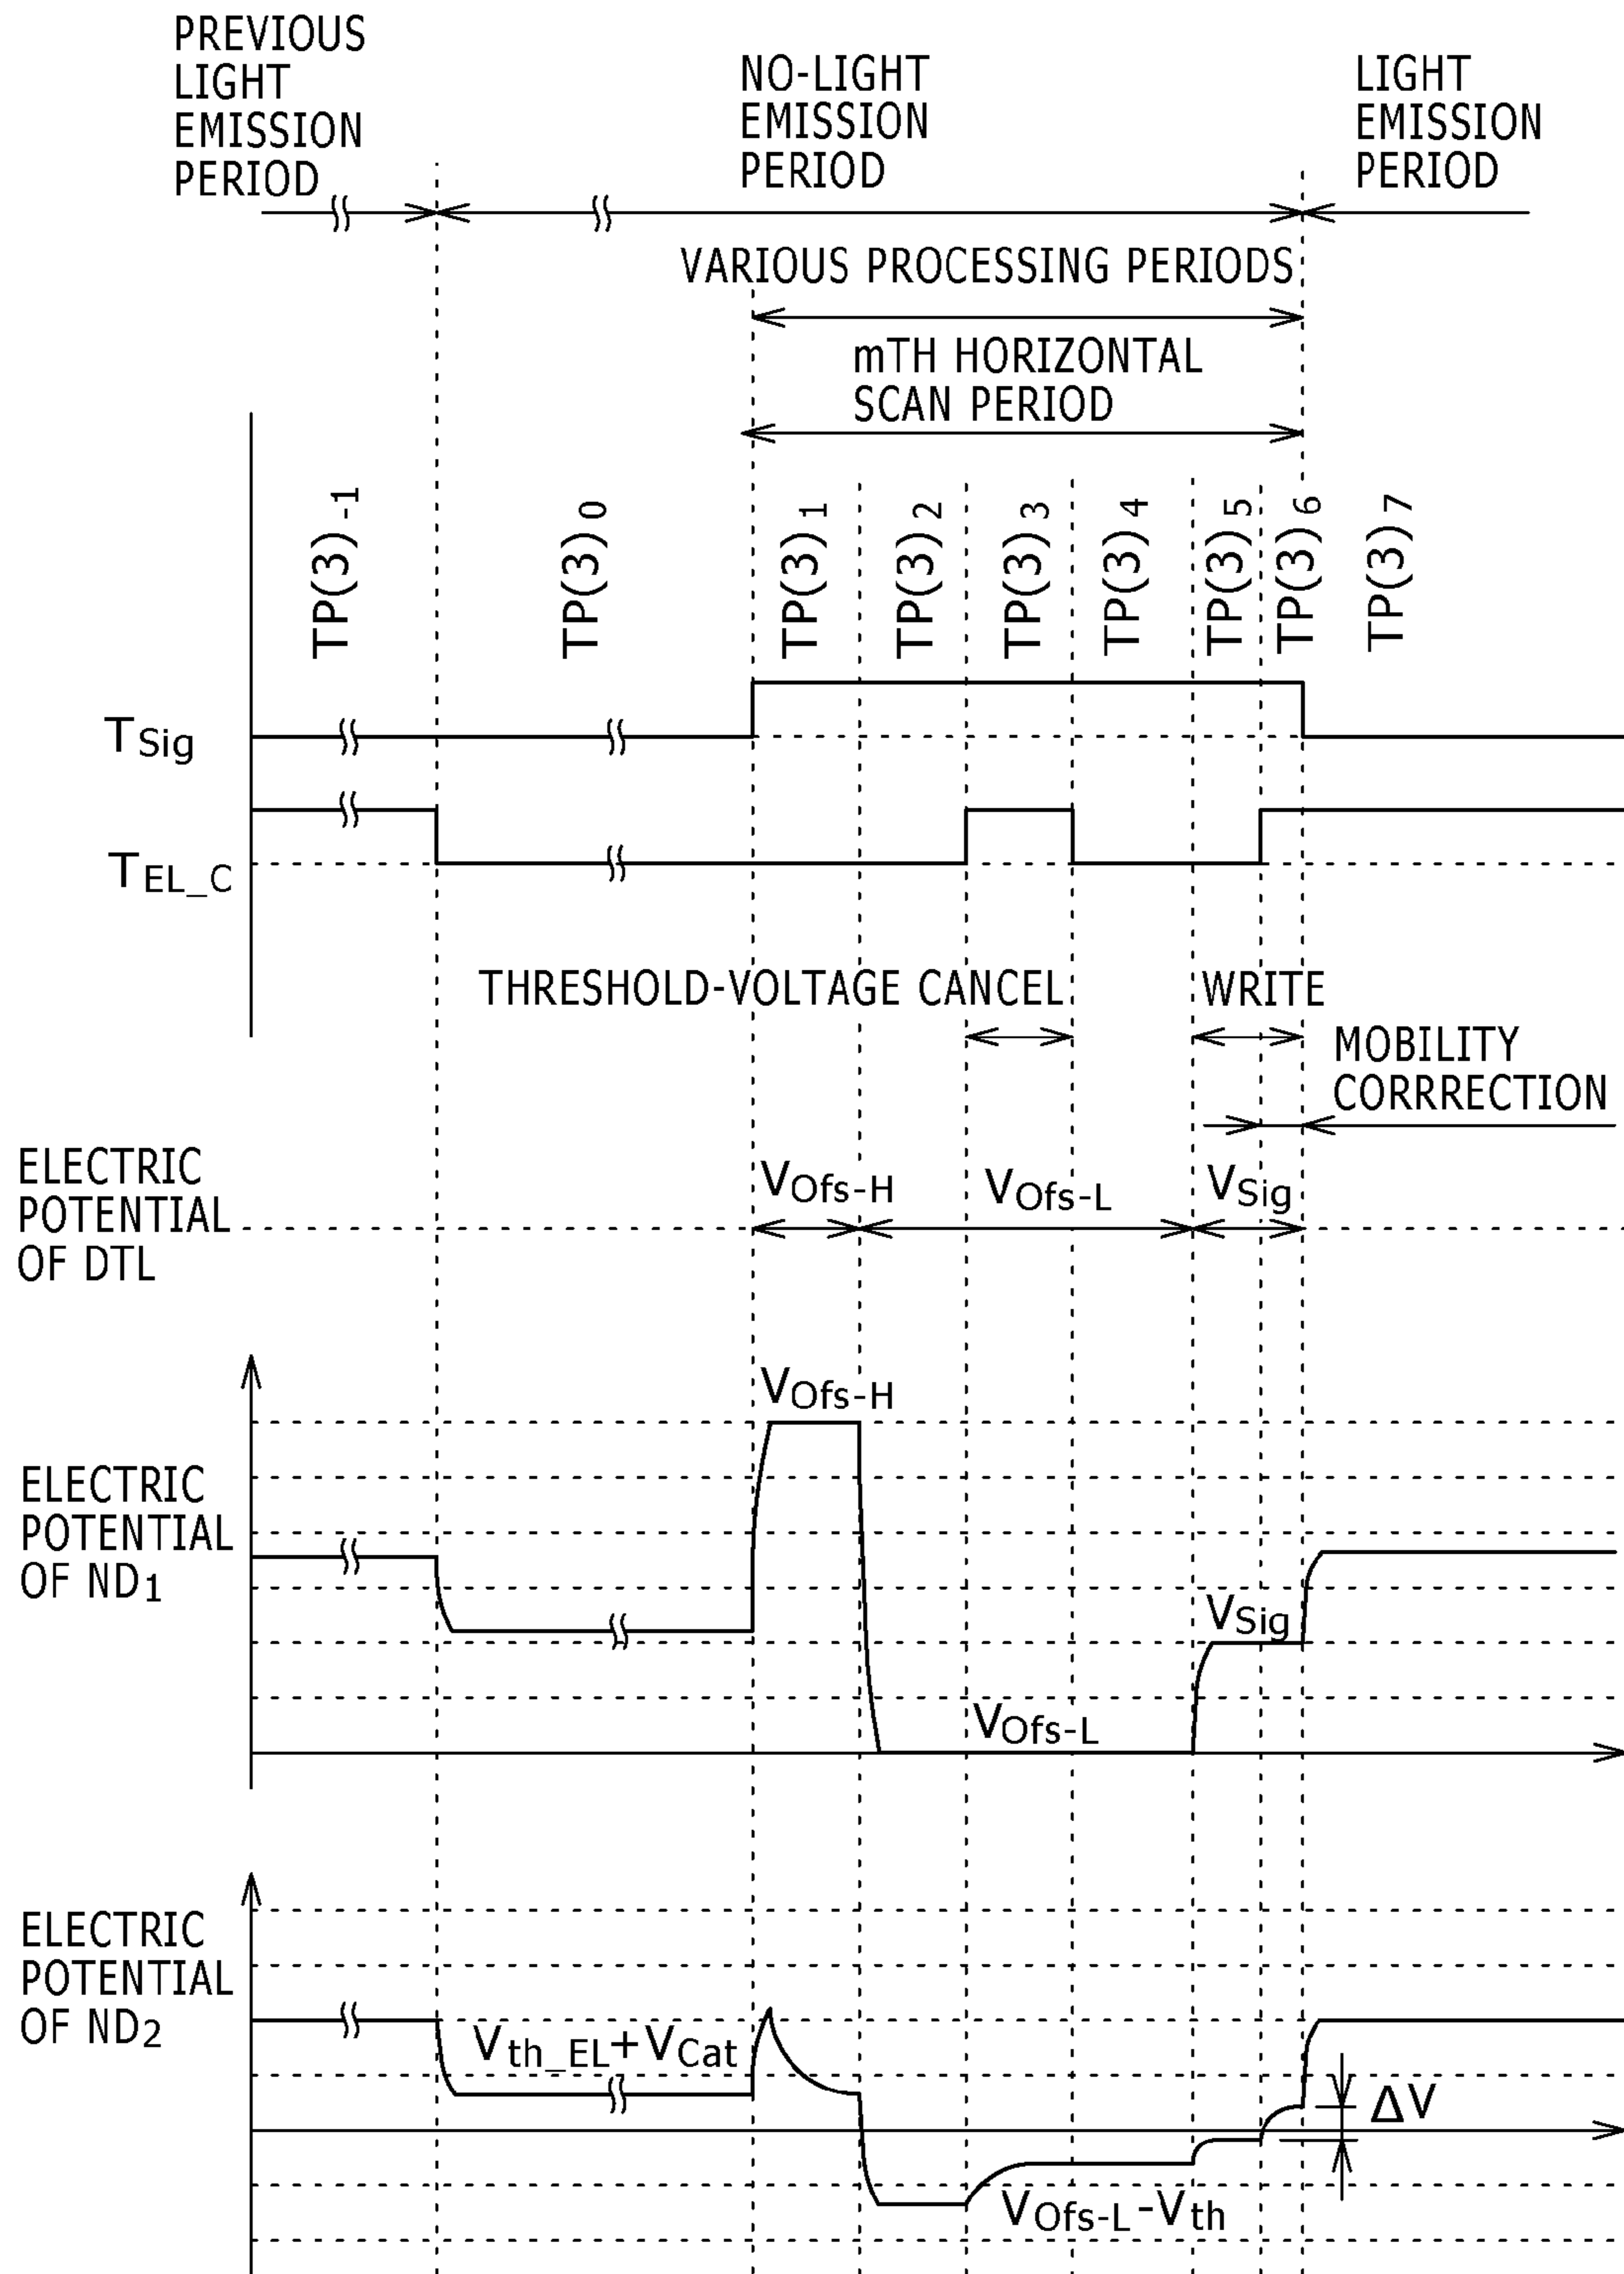 PREVIOUS
LIGHT
EMISSION
PERIOD
NO-LIGHT
EMISSION
PERIOD
LIGHT
EMISSION
PERIOD
VARIOUS PROCESSING PERIODS
mTH HORIZONTAL
SCAN PERIOD
TP(3)-1
TP(3)0
TP(3)1
TP(3)2
TP(3)3
TP(3)4
TP(3)5
TP(3)6
TP(3)7
TSig
TEL_C
THRESHOLD-VOLTAGE CANCEL
WRITE
MOBILITY
CORRRECTION
ELECTRIC
POTENTIAL
OF DTL
VOfs-H
VOfs-L
VSig
ELECTRIC
POTENTIAL
OF ND1
VOfs-H
VOfs-L
VSig
ELECTRIC
POTENTIAL
OF ND2
Vth_EL+VCat
VOfs-L-Vth
ΔV